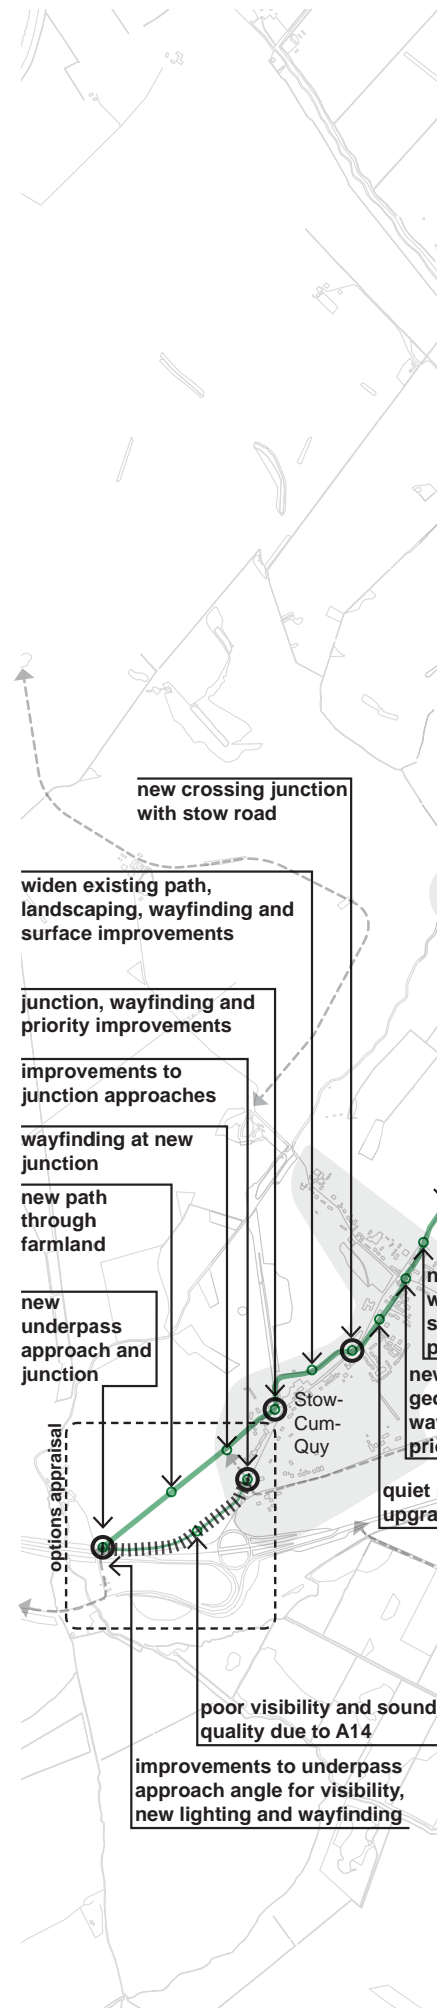 new crossing junction
with stow road
widen existing path,
landscaping, wayfinding and
surface improvements
junction, wayfinding and
priority improvements
improvements to
junction approaches
wayfinding at new
junction
new path
through
farmland
new
underpass
approach and
junction
options appraisal
Stow-
Cum-
Quy
quiet
upgra
poor visibility and sound
quality due to A14
improvements to underpass
approach angle for visibility,
new lighting and wayfinding